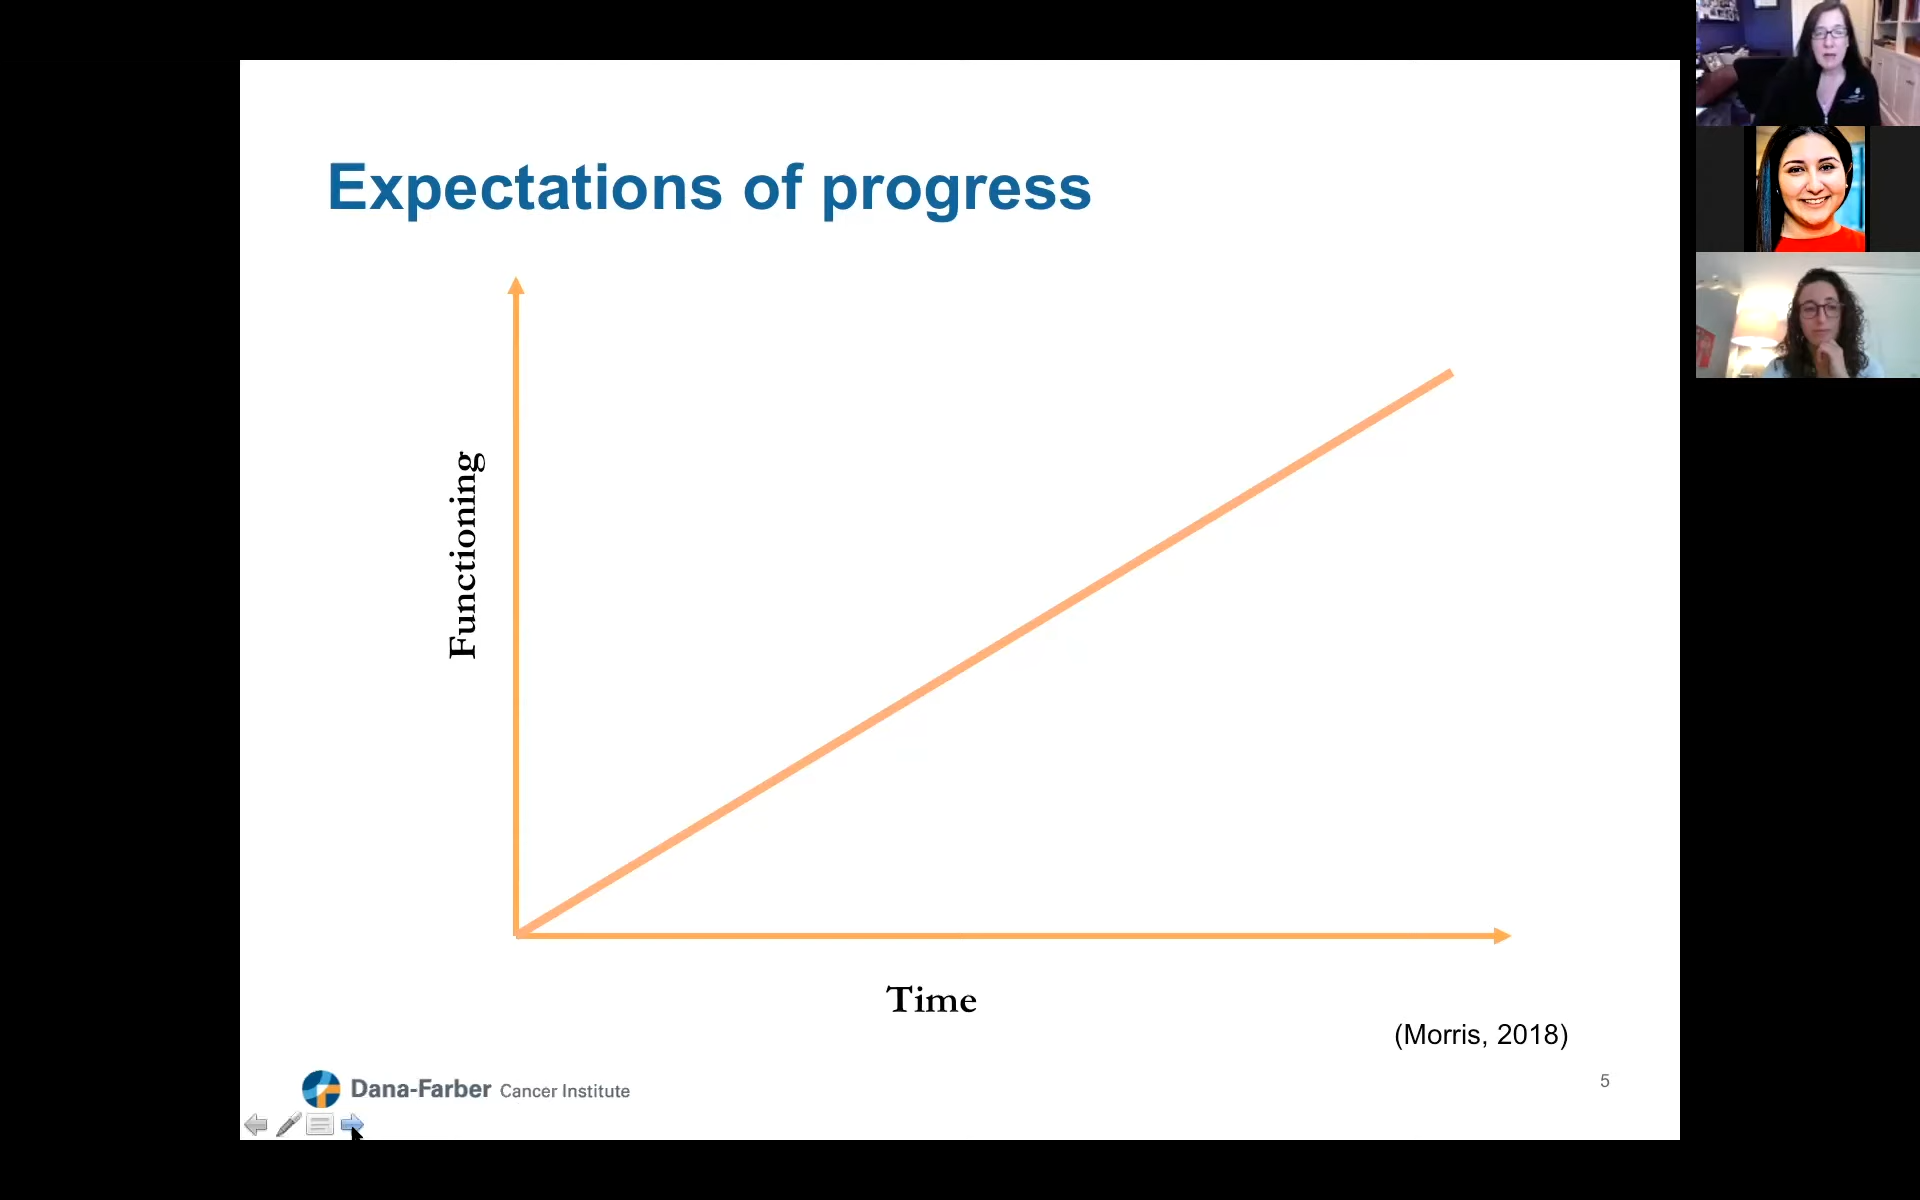 Expectations of progress
Functioning
Time
(Morris, 2018)
Dana-Farber Cancer Institute
5